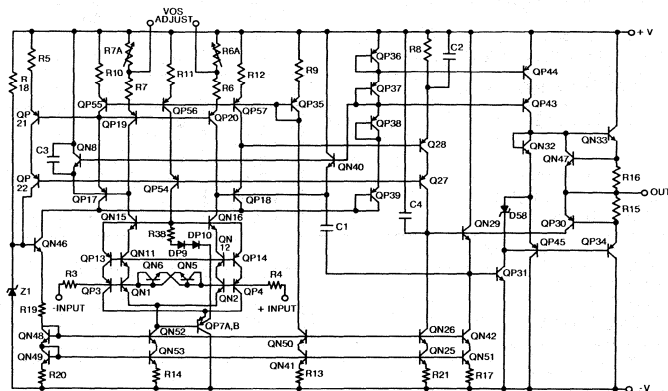 VOS
ADJUST
+ V
R5
R7A
R6A
R9
R8
C2
QP36
QP44
R
18
R10
R7
R11
R6
R12
QP37
QP55
QP56
QP57
QP35
QP43
QP
21
QP19
QP20
QP38
QN32
QN33
QN8
Q28
QN47
C3
QN40
R16
OUT
QP
22
QP54
Q27
R15
QP17
QP18
QP39
C4
QN29
D58
QP30
QN15
QN16
C1
QN46
R38
DP10
DP9
QP45
QP34
QP13
QN11
QN
12
QP14
QN6
QN5
QP31
Z1
R3
R4
QP3
QN1
QN2
QP4
-INPUT
+ INPUT
R19
QP7A,B
QN48
QN52
QN50
QN26
QN42
QN49
QN53
QN41
QN25
QN51
R20
R14
R13
R21
R17
-V